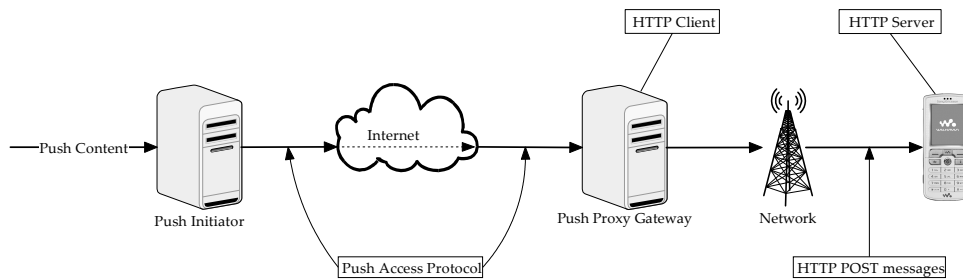 HTTP Client
HTTP Server
Internet
Push Content
Push Initiator
Push Proxy Gateway
Network
Push Access Protocol
HTTP POST messages